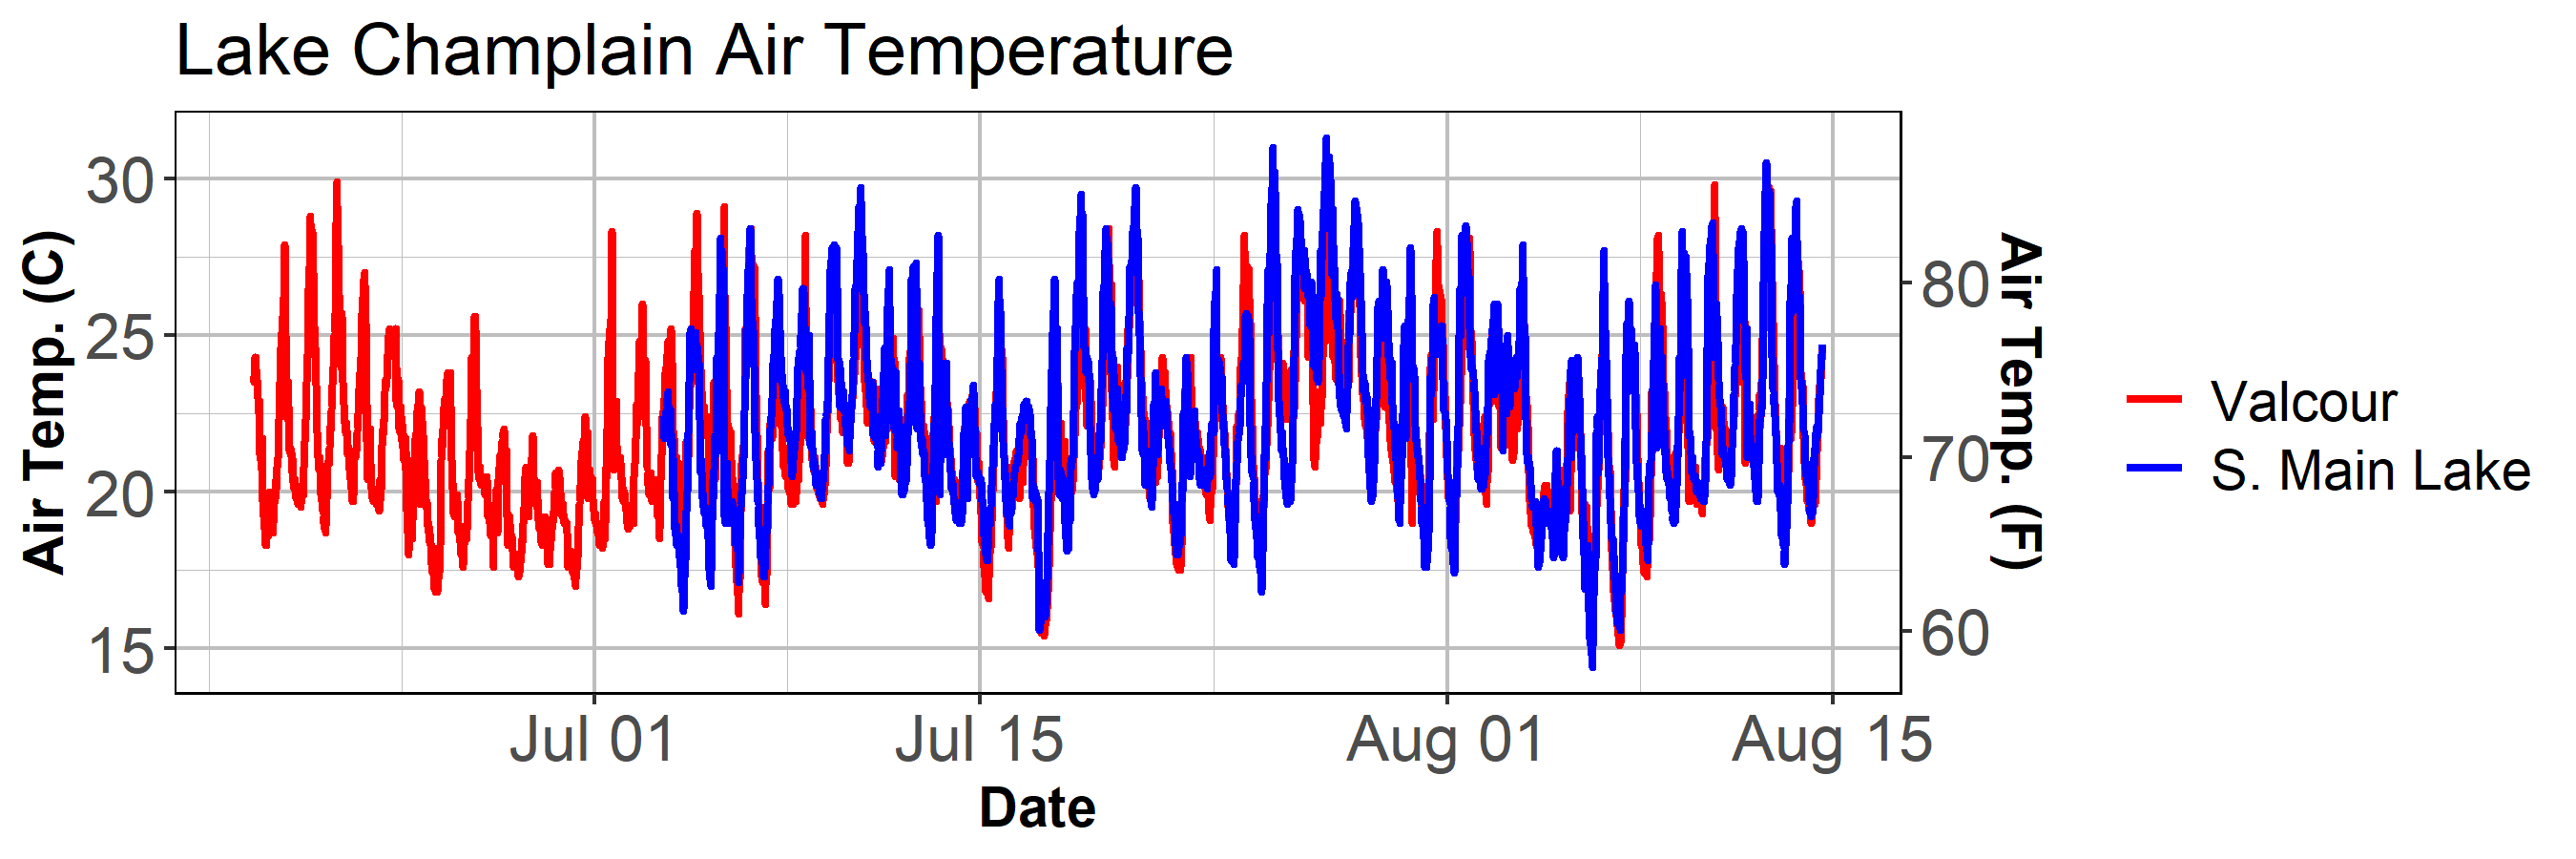 Lake Champlain Air Temperature
Air Temp. (C)
30
25
20
15
80
70
60
Air Temp. (F)
Jul 01
Jul 15
Aug 01
Aug 15
Date
Valcour
S. Main Lake